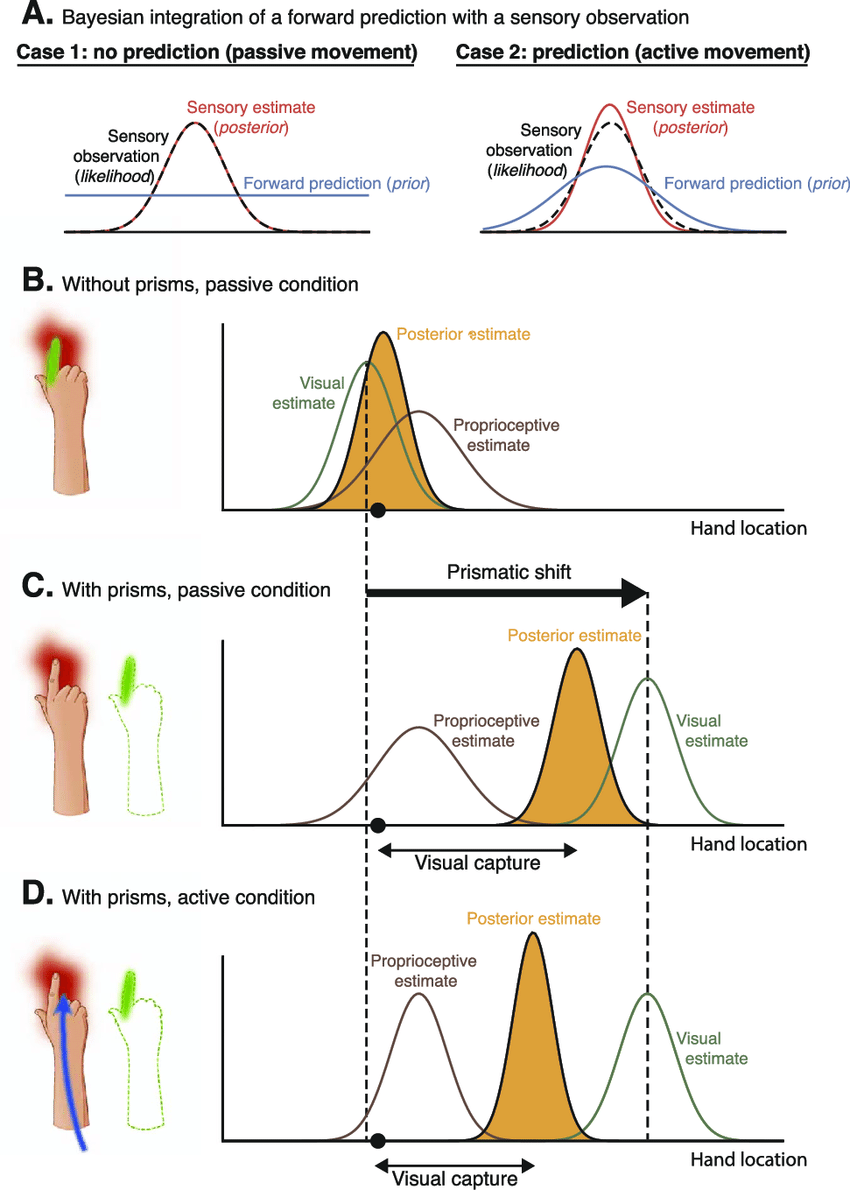 A. Bayesian integration of a forward prediction with a sensory observation
Case 1: no prediction (passive movement)
Sensory estimate
(posterior)
Sensory
observation
(likelihood)
Forward prediction (prior)
Case 2: prediction (active movement)
Sensory estimate
(posterior)
Sensory
observation
(likelihood)
Forward prediction (prior)
B. Without prisms, passive condition
Posterior estimate
Visual
estimate
Proprioceptive
estimate
Hand location
C. With prisms, passive condition
Prismatic shift
Posterior estimate
Proprioceptive
estimate
Visual
estimate
Hand location
Visual capture
D. With prisms, active condition
Posterior estimate
Proprioceptive
estimate
Visual
estimate
Hand location
Visual capture